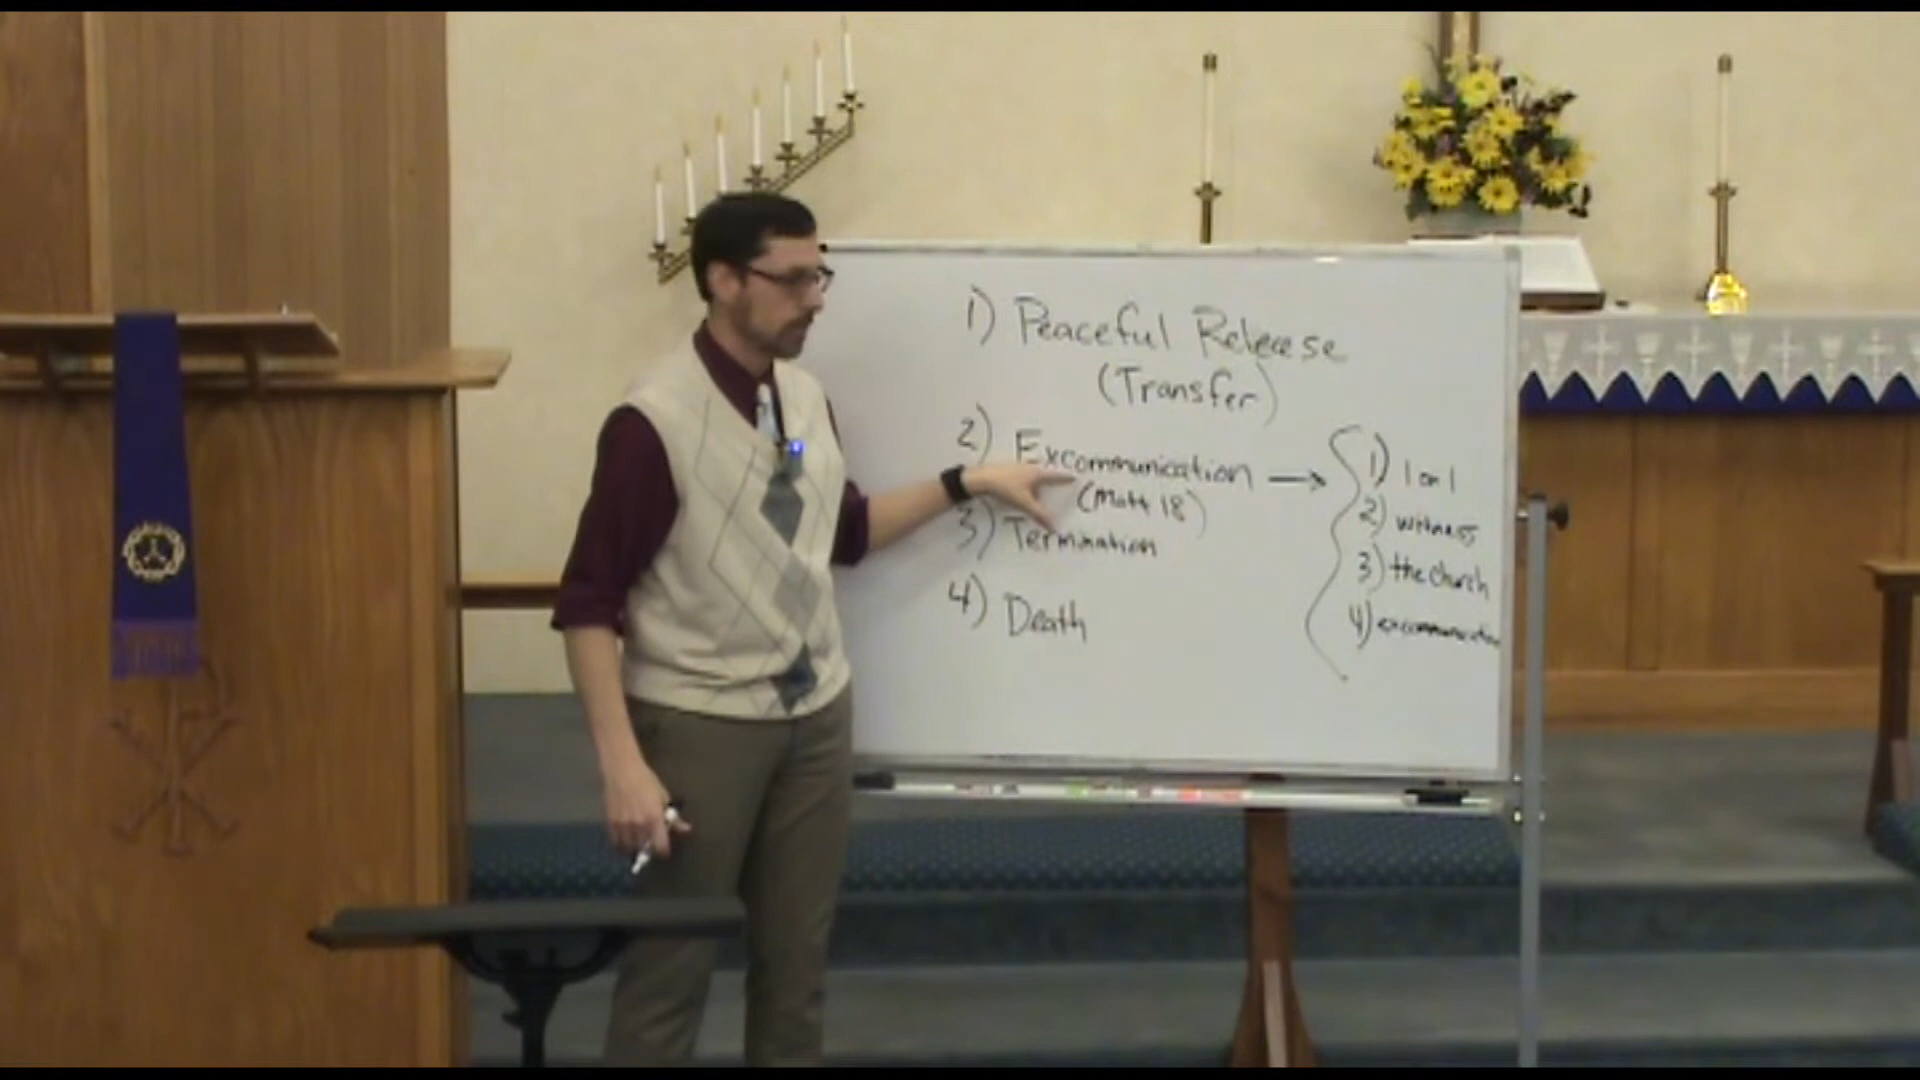 1) Peaceful Release
(Transfer)
2) Excommunication →
(Matt 18)
3) Termination
4) Death
1) 1 on 1
2) witness
3) the church
4) excommunication